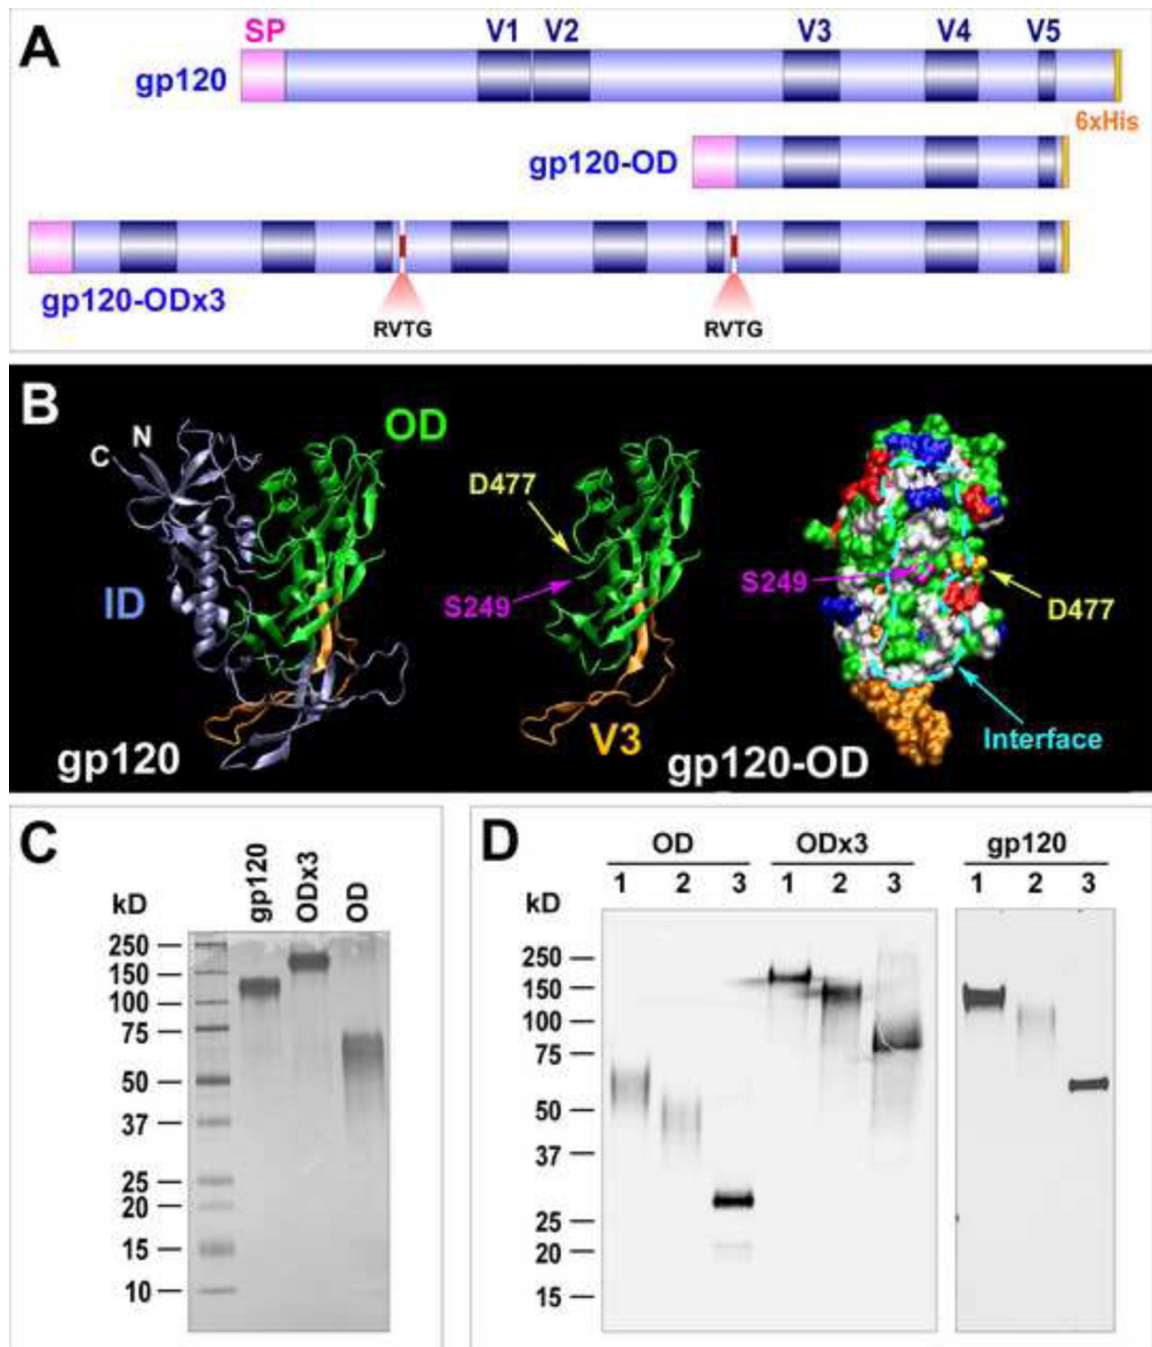 A
SP V1 V2 V3 V4 V5
gp120
6xHis
gp120-OD
gp120-ODx3
RVTG RVTG
B
N
C
OD
D477
S249
ID
V3
gp120
S249
D477
Interface
gp120-OD
C
kD
gp120 ODx3 OD
250
150
100
75
50
37
25
20
15
10
D
OD ODx3 gp120
1 2 3 1 2 3 1 2 3
kD
250
150
100
75
50
37
25
20
15